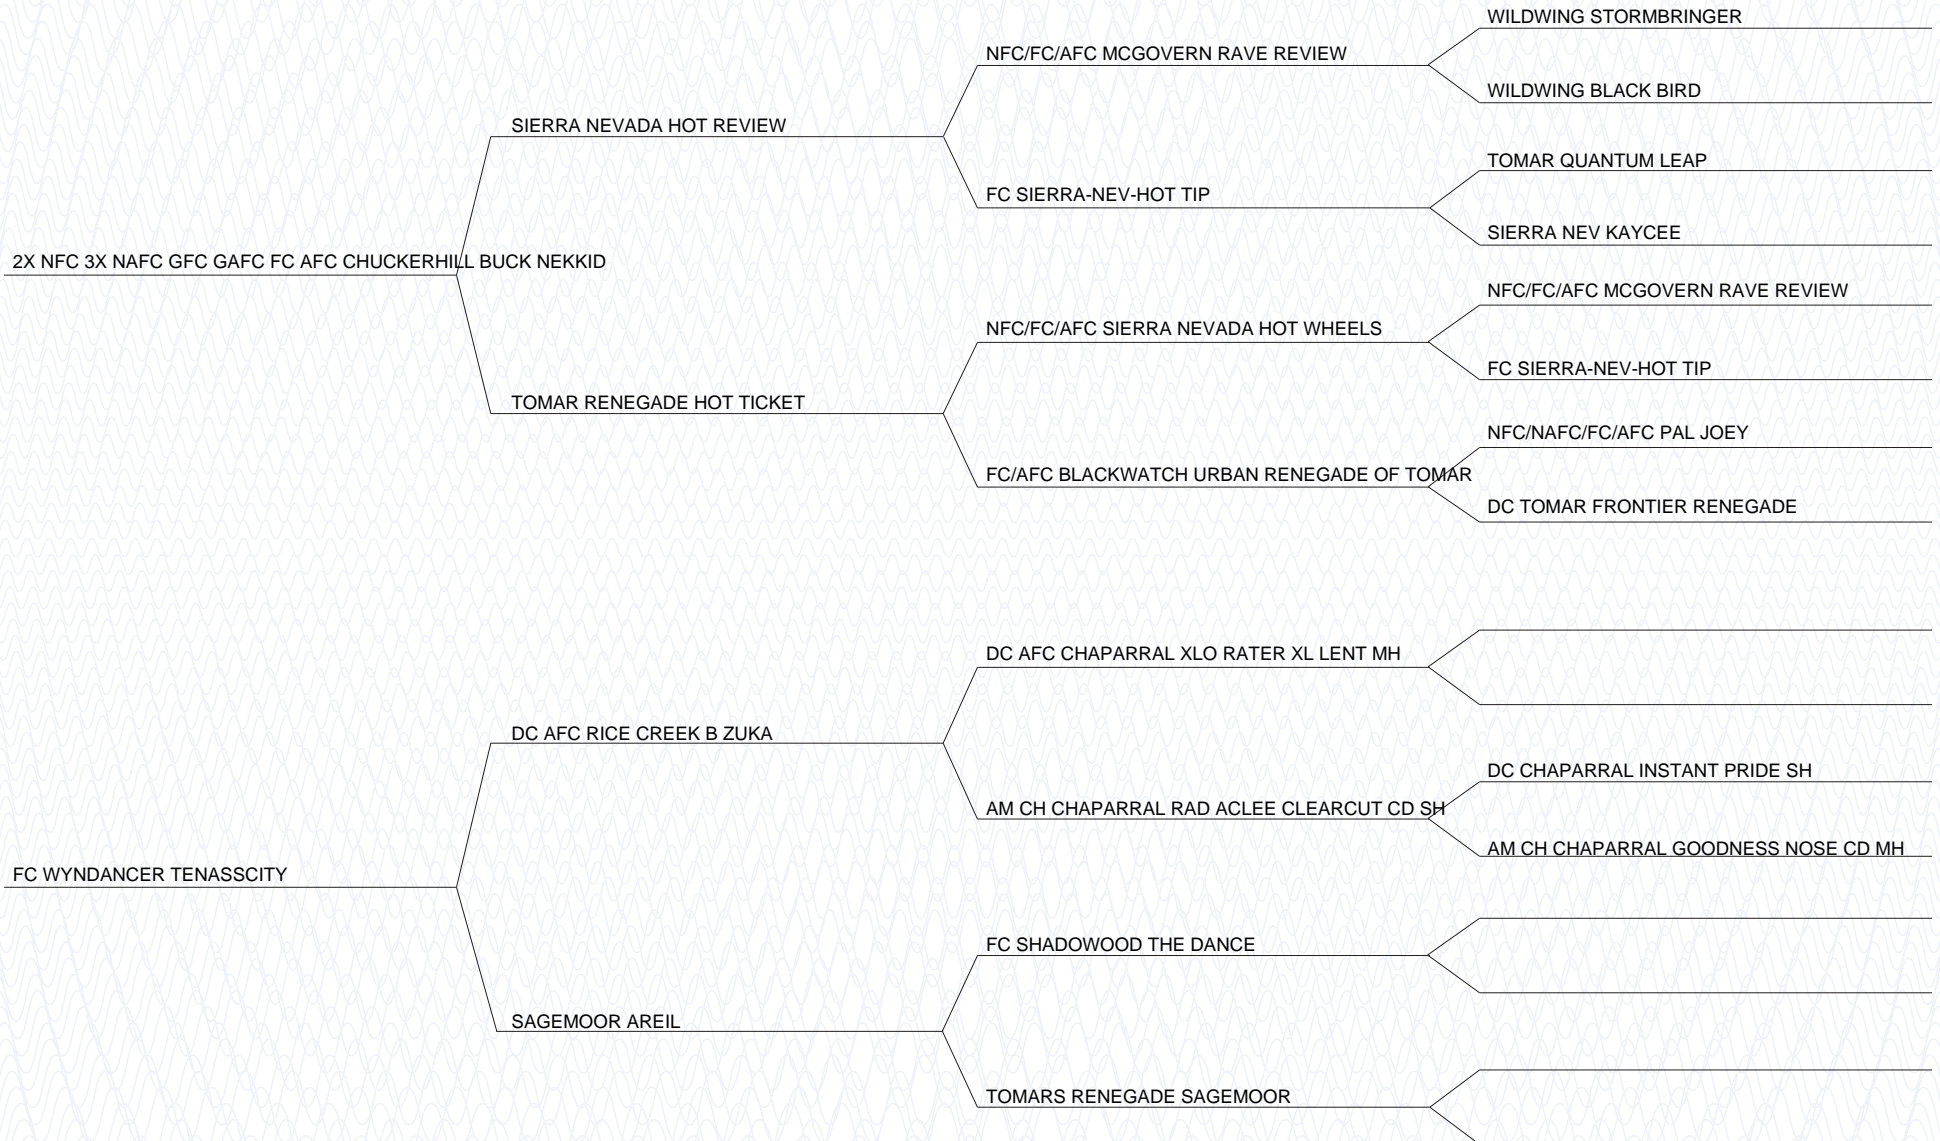 WILDWING STORMBRINGER
NFC/FC/AFC MCGOVERN RAVE REVIEW
WILDWING BLACK BIRD
SIERRA NEVADA HOT REVIEW
TOMAR QUANTUM LEAP
FC SIERRA-NEV-HOT TIP
SIERRA NEV KAYCEE
2X NFC 3X NAFC GFC GAFC FC AFC CHUCKERHILL BUCK NEKKID
NFC/FC/AFC MCGOVERN RAVE REVIEW
NFC/FC/AFC SIERRA NEVADA HOT WHEELS
FC SIERRA-NEV-HOT TIP
TOMAR RENEGADE HOT TICKET
NFC/NAFC/FC/AFC PAL JOEY
FC/AFC BLACKWATCH URBAN RENEGADE OF TOMAR
DC TOMAR FRONTIER RENEGADE
DC AFC CHAPARRAL XLO RATER XL LENT MH
DC AFC RICE CREEK B ZUKA
DC CHAPARRAL INSTANT PRIDE SH
AM CH CHAPARRAL RAD ACLEE CLEARCUT CD SH
AM CH CHAPARRAL GOODNESS NOSE CD MH
FC WYNDANCER TENASSCITY
FC SHADOWOOD THE DANCE
SAGEMOOR AREIL
TOMARS RENEGADE SAGEMOOR